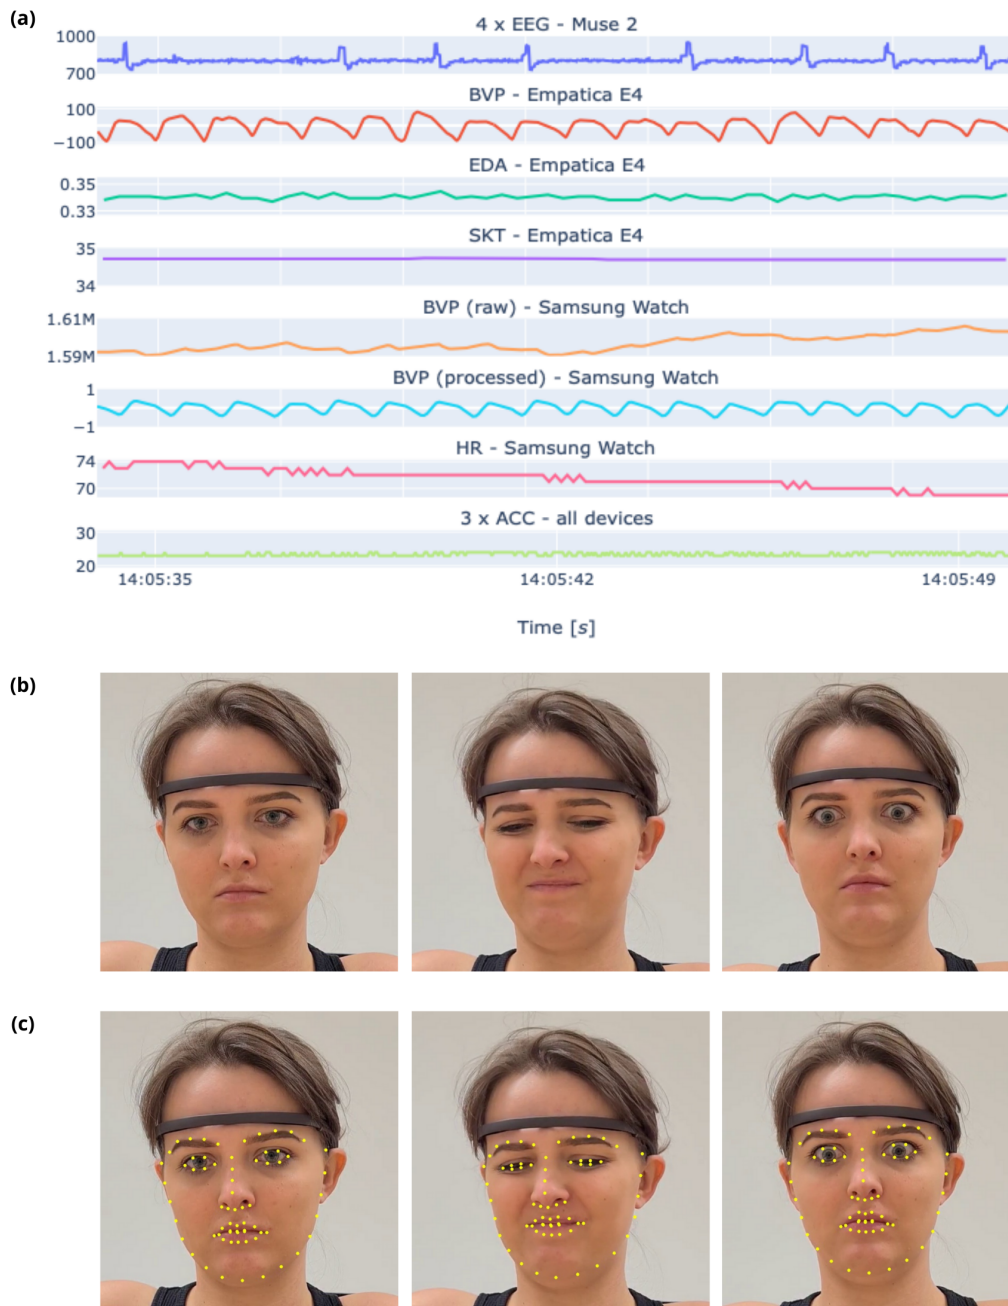 (a)
4 x EEG - Muse 2
1000
700
BVP - Empatica E4
100
−100
EDA - Empatica E4
0.35
0.33
SKT - Empatica E4
35
34
BVP (raw) - Samsung Watch
1.61M
1.59M
BVP (processed) - Samsung Watch
1
−1
HR - Samsung Watch
74
70
3 x ACC - all devices
30
20
14:05:35 14:05:42 14:05:49
Time [s]
(b)
(c)